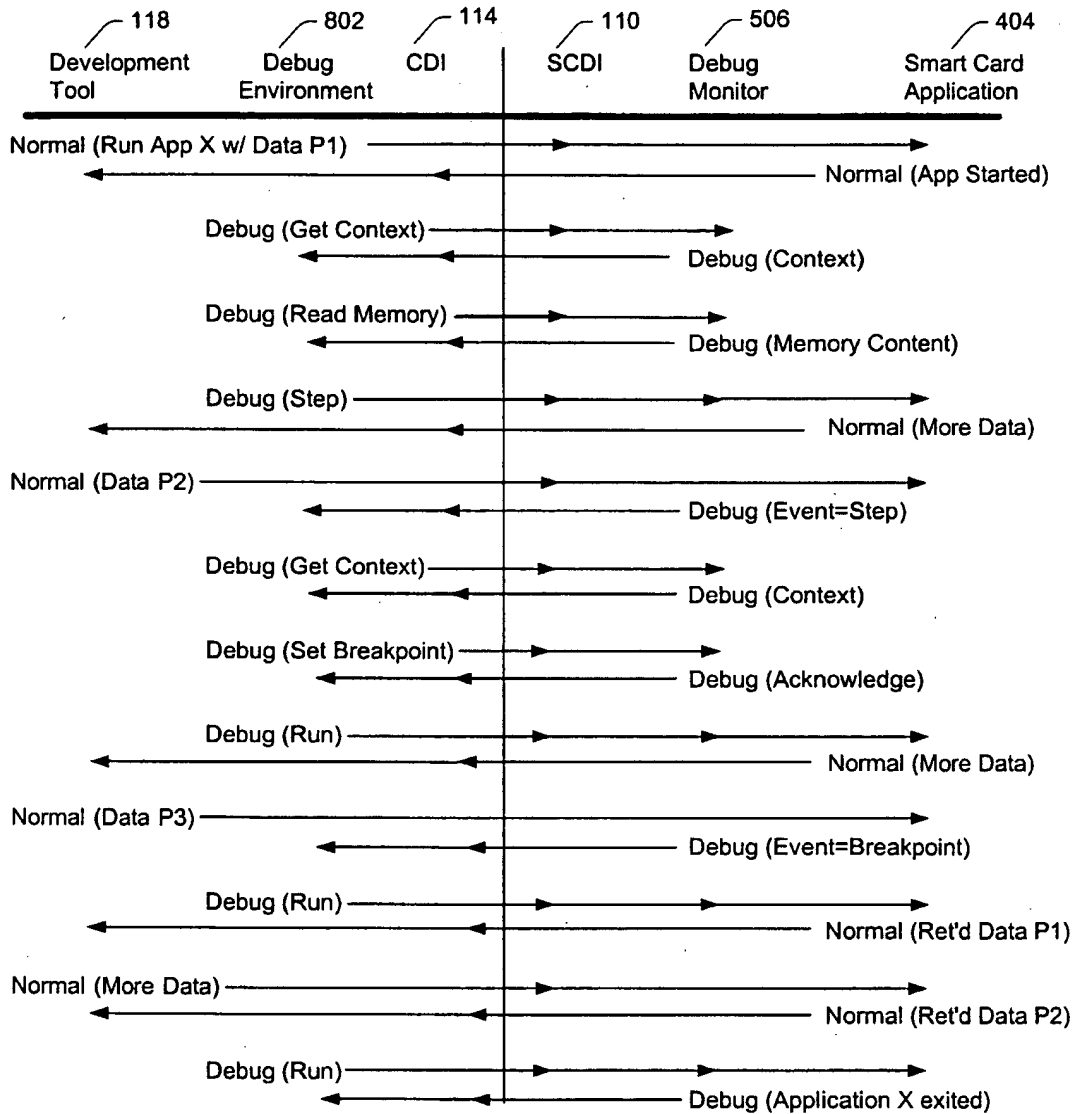 118 802 114 110 506 404
Development Tool Debug Environment CDI SCDI Debug Monitor Smart Card Application
Normal (Run App X w/ Data P1)
Normal (App Started)
Debug (Get Context)
Debug (Context)
Debug (Read Memory)
Debug (Memory Content)
Debug (Step)
Normal (More Data)
Normal (Data P2)
Debug (Event=Step)
Debug (Get Context)
Debug (Context)
Debug (Set Breakpoint)
Debug (Acknowledge)
Debug (Run)
Normal (More Data)
Normal (Data P3)
Debug (Event=Breakpoint)
Debug (Run)
Normal (Ret'd Data P1)
Normal (More Data)
Normal (Ret'd Data P2)
Debug (Run)
Debug (Application X exited)